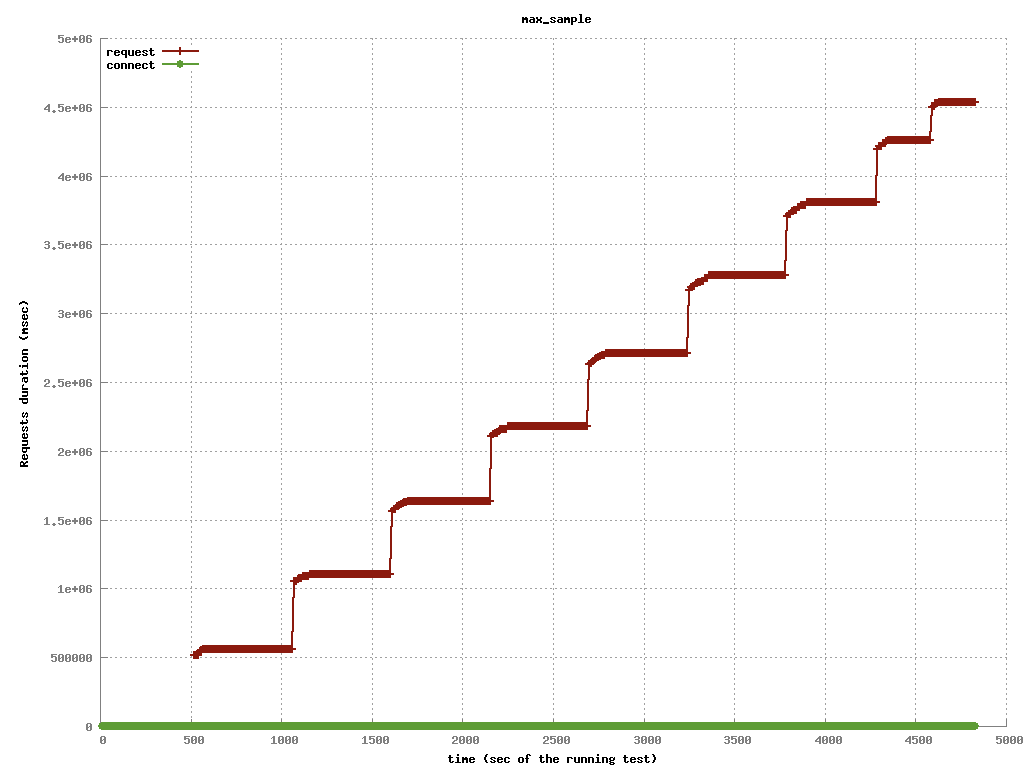 max_sample
5e+06
request
connect
4.5e+06
4e+06
3.5e+06
3e+06
2.5e+06
2e+06
1.5e+06
1e+06
500000
0
Requests duration (msec)
0 500 1000 1500 2000 2500 3000 3500 4000 4500 5000
time (sec of the running test)